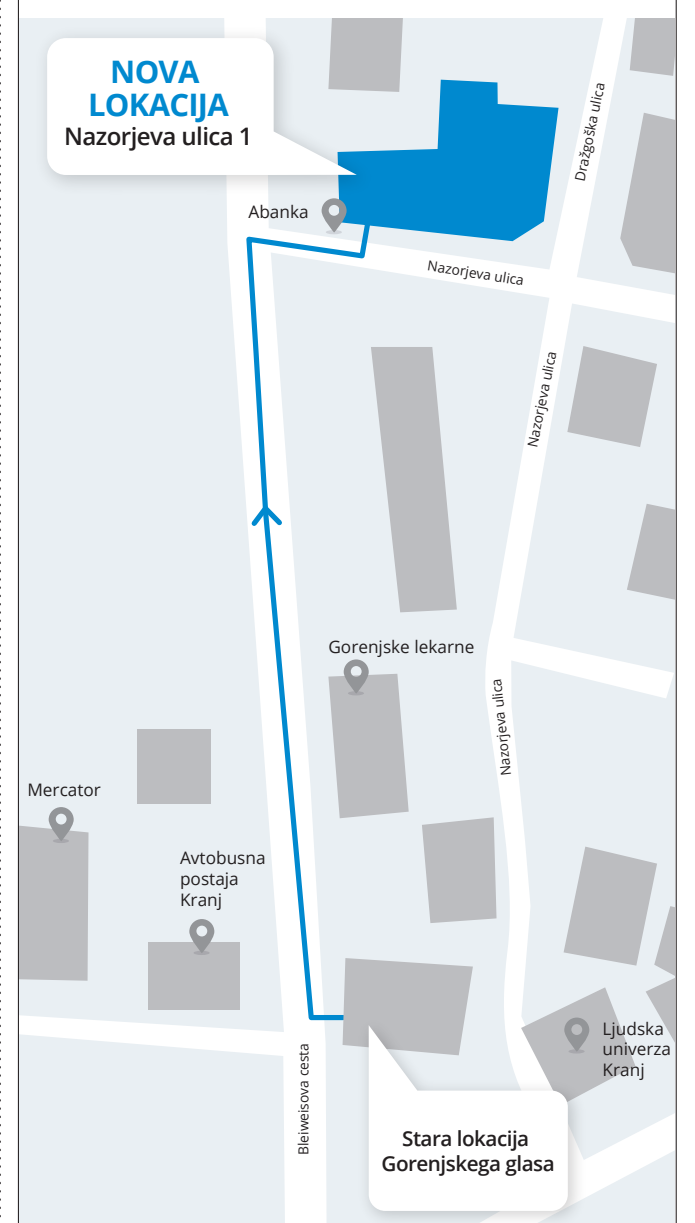 NOVA
LOKACIJA
Nazorjeva ulica 1
Dražgoška ulica
Abanka
Nazorjeva ulica
Nazorjeva ulica
Gorenjske lekarne
Nazorjeva ulica
Mercator
Avtobusna
postaja
Kranj
Ljudska
univerza
Kranj
Bleiweisova cesta
Stara lokacija
Gorenjskega glasa